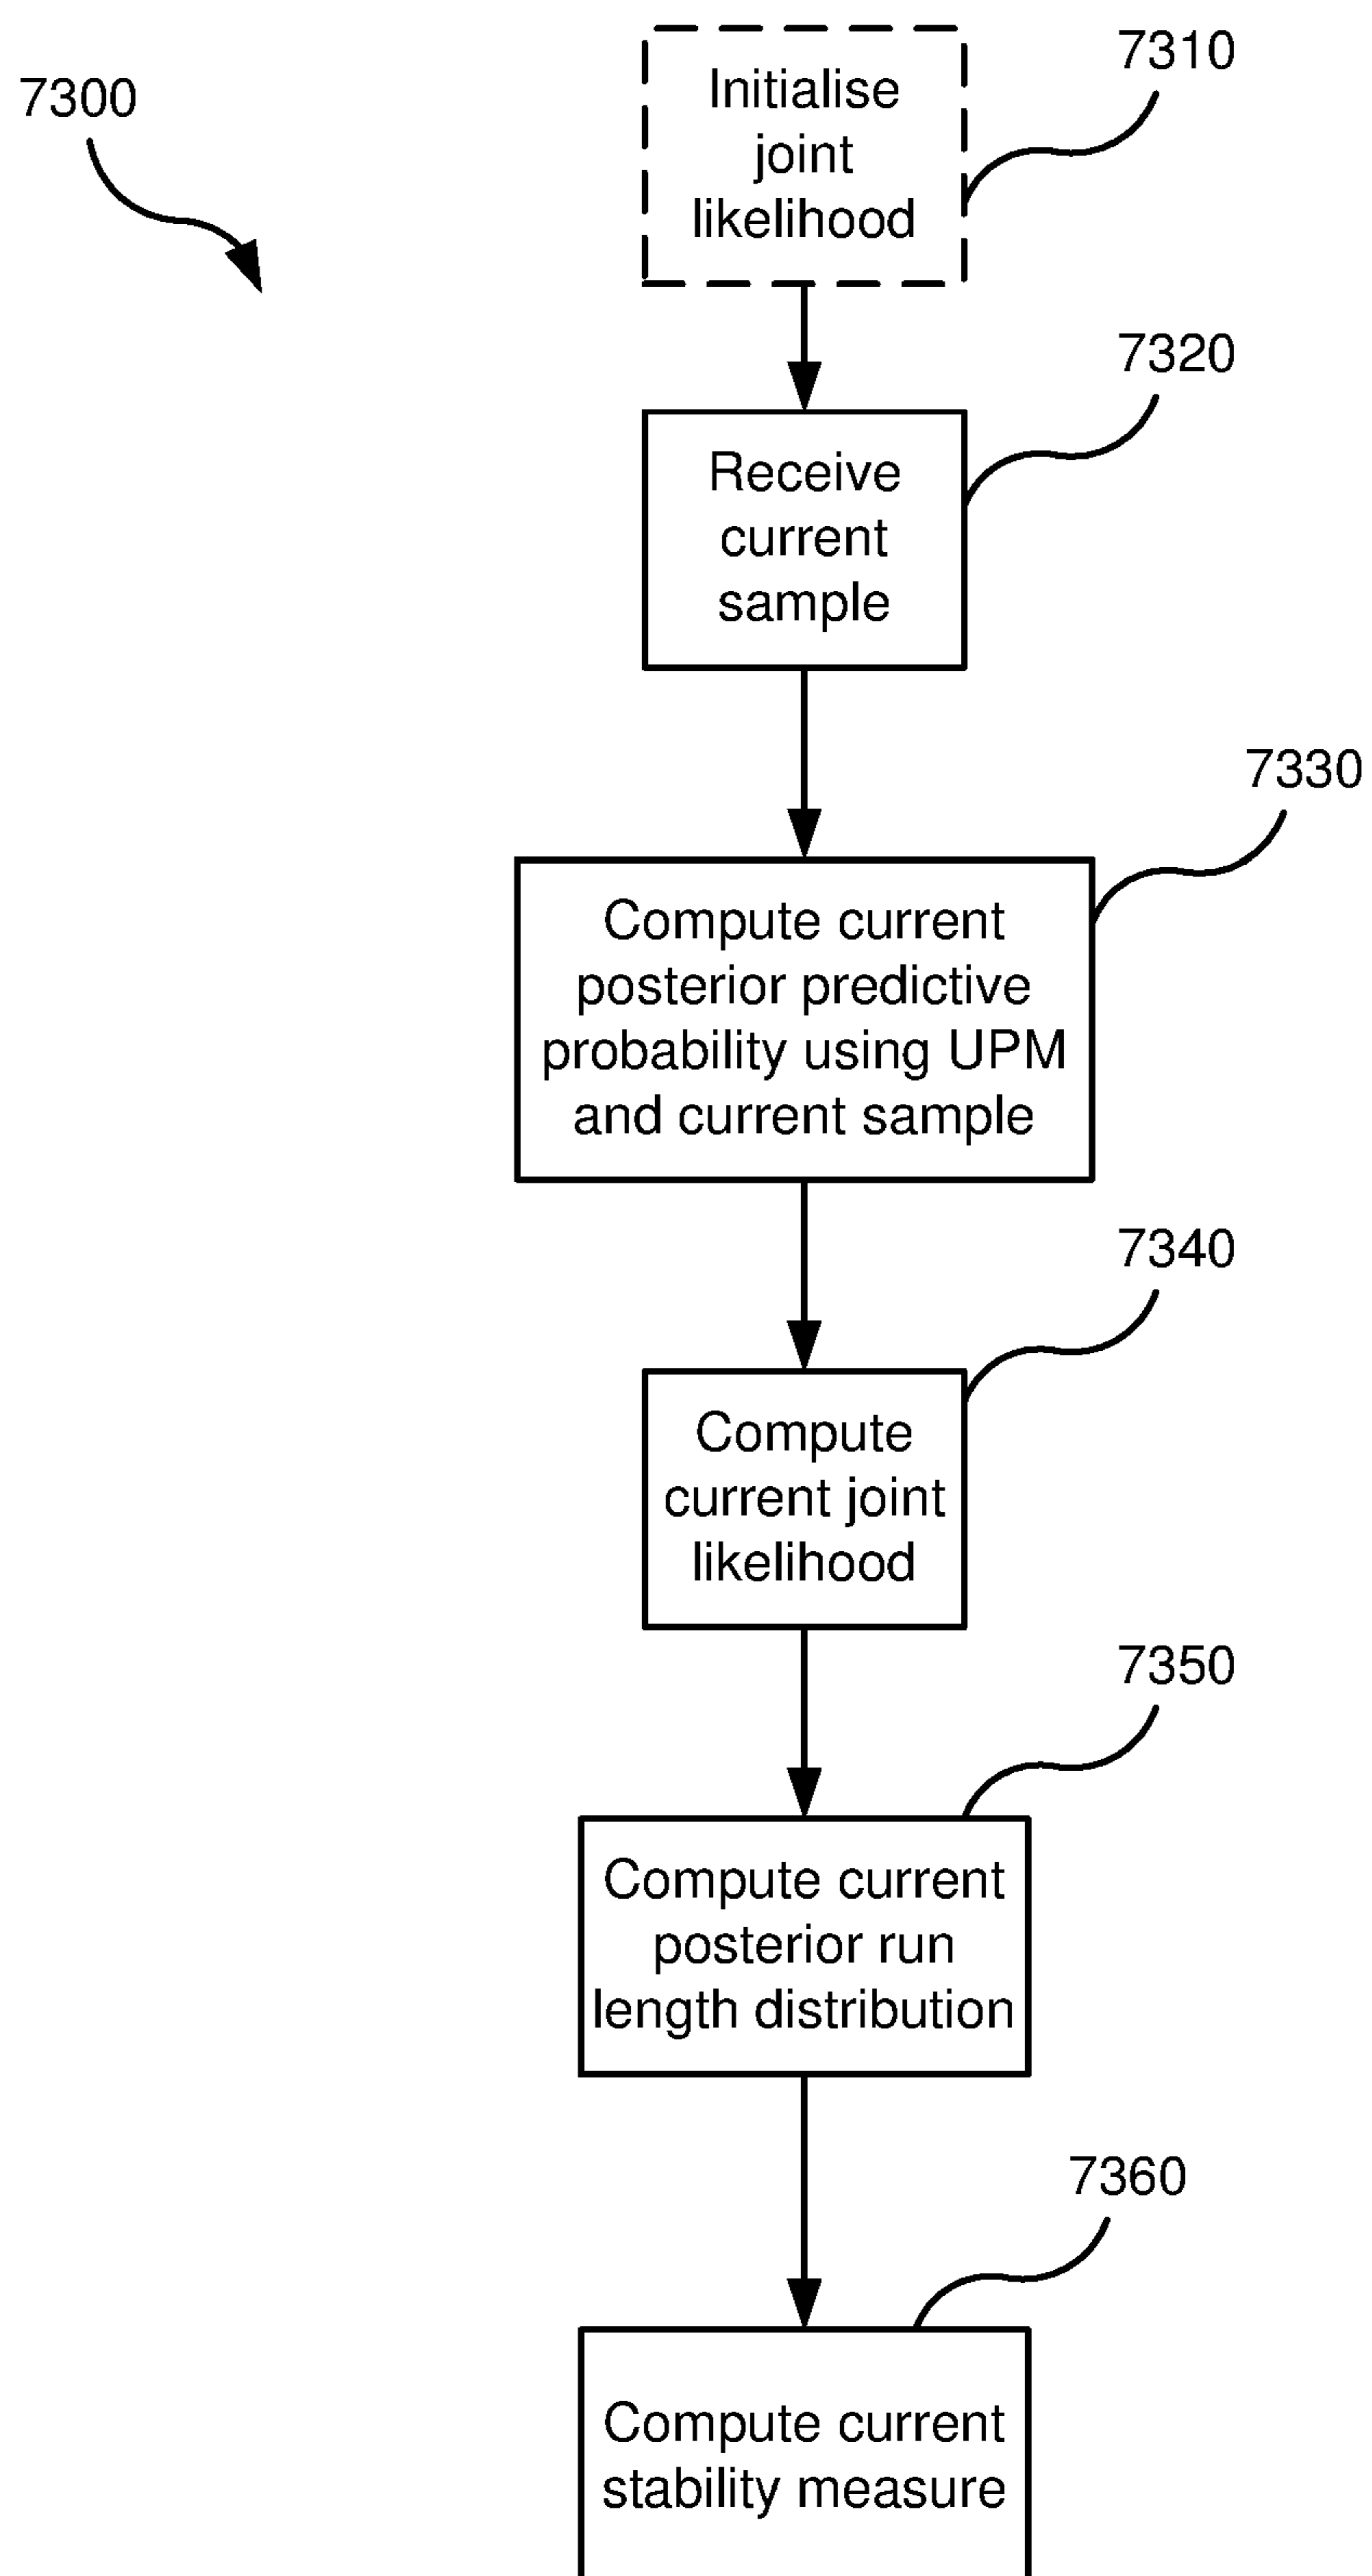 7300
7310
Initialise
joint
likelihood
7320
Receive
current
sample
7330
Compute current
posterior predictive
probability using UPM
and current sample
7340
Compute
current joint
likelihood
7350
Compute current
posterior run
length distribution
7360
Compute current
stability measure